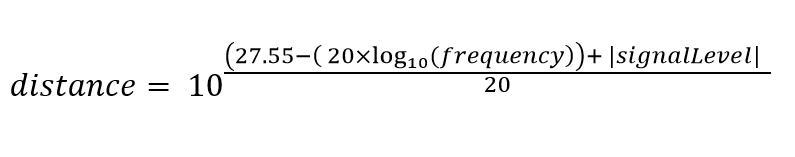 distance = 10^((27.55−( 20×log₁₀(frequency))+ |signalLevel|)/20)